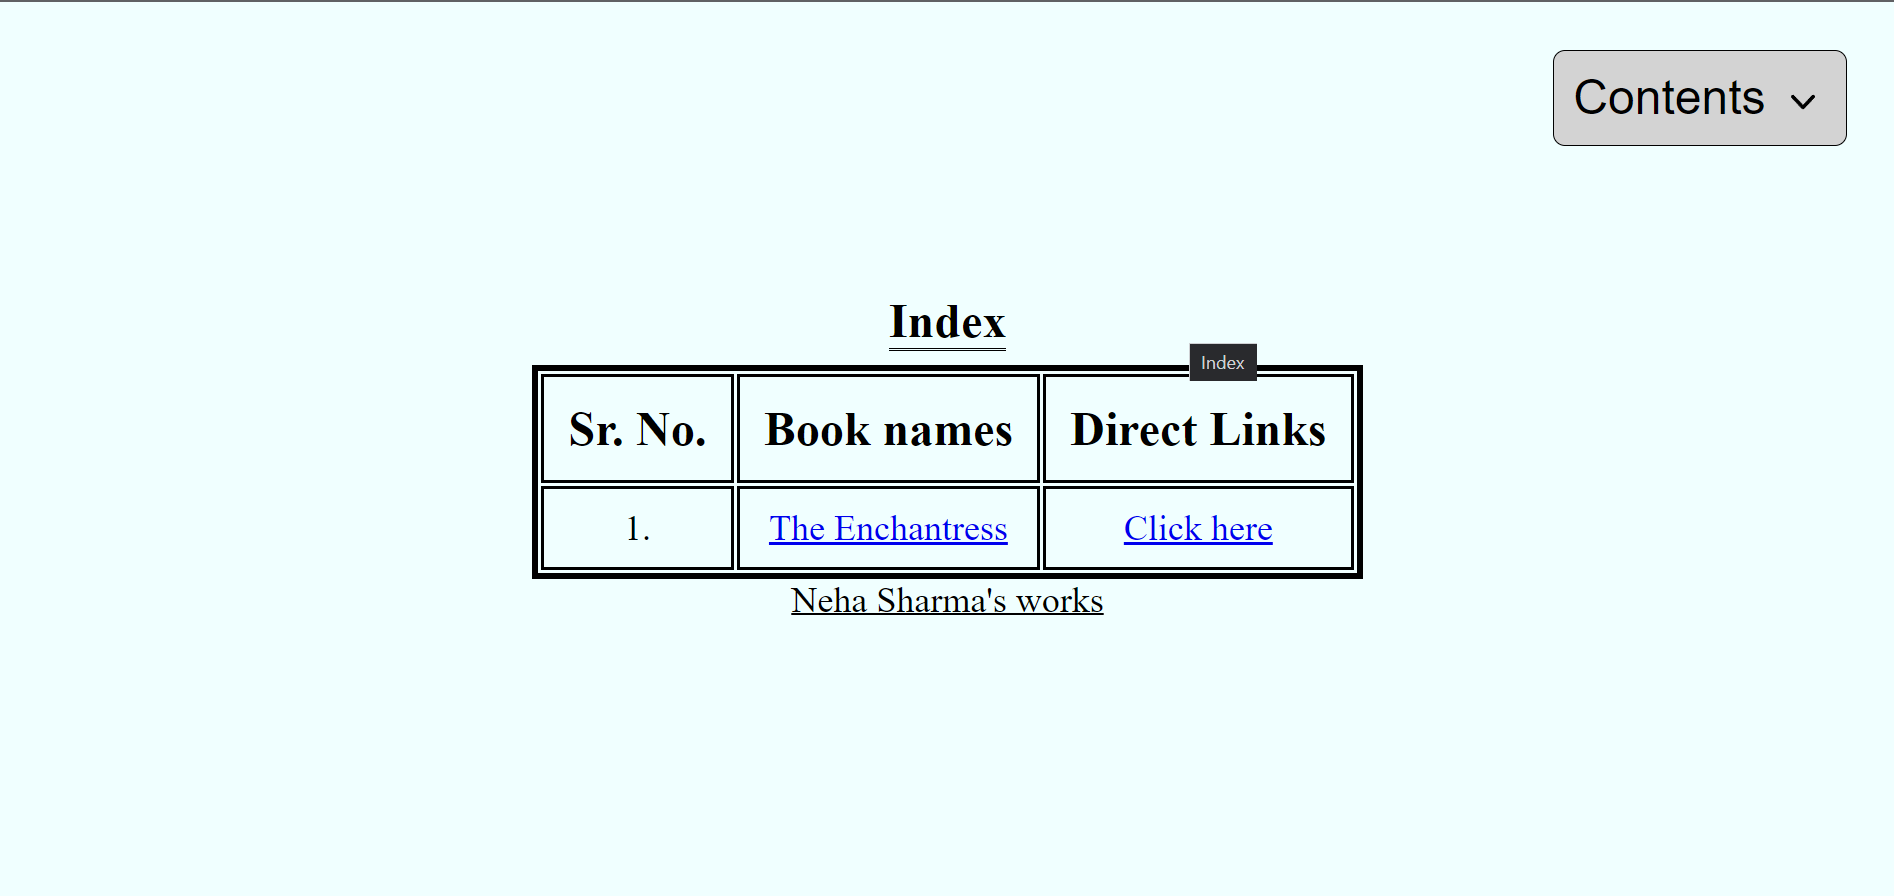 Contents
Index
Index
Sr. No. Book names Direct Links
1. The Enchantress Click here
Neha Sharma's works